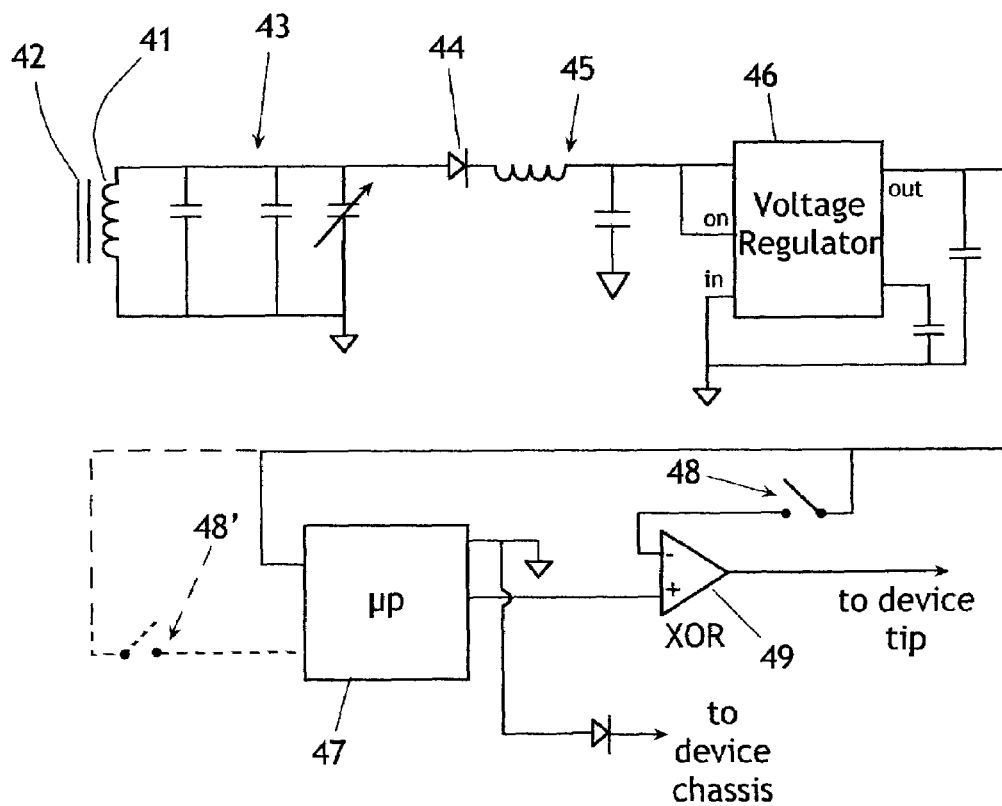 42
41
43
44
45
46
on
in
Voltage
Regulator
out
48'
48
µp
-
+
XOR
49
to device
tip
47
to
device
chassis